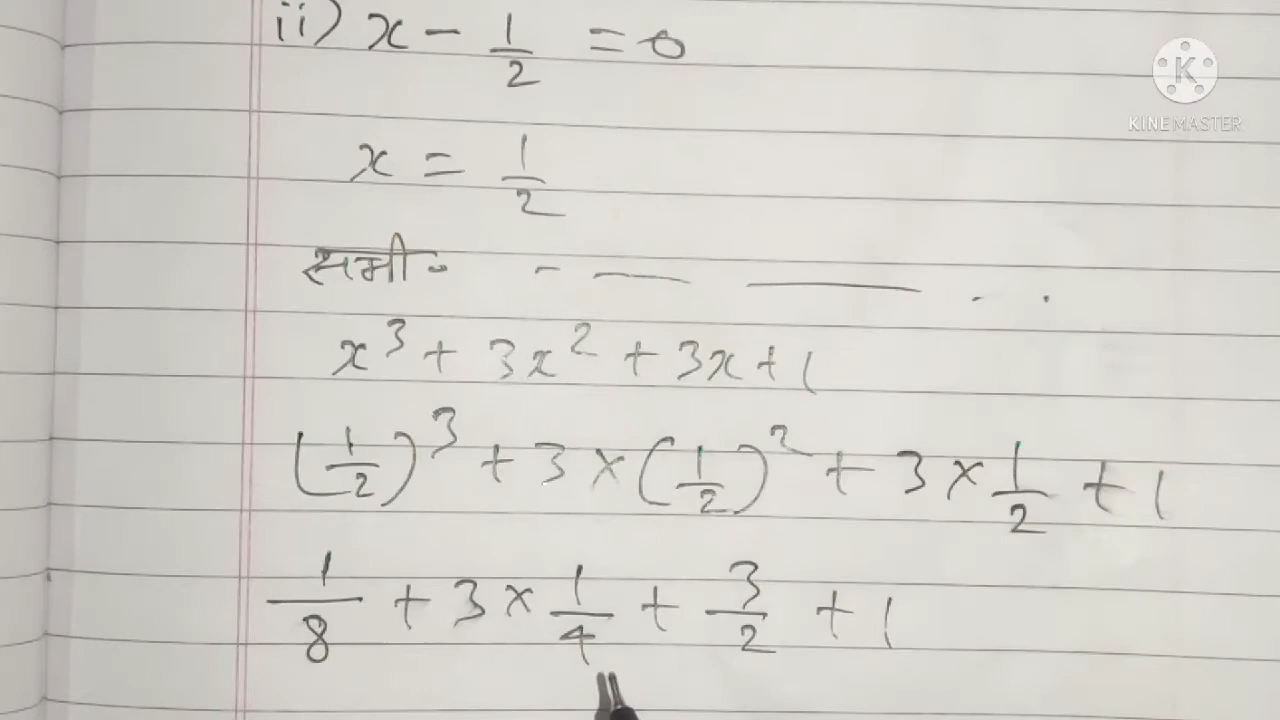 ii) x - 1/2 = 0
x = 1/2
समी० - — — . .
x³ + 3x² + 3x + 1
(1/2)³ + 3 × (1/2)² + 3 × 1/2 + 1
1/8 + 3 × 1/4 + 3/2 + 1
K
KINEMASTER